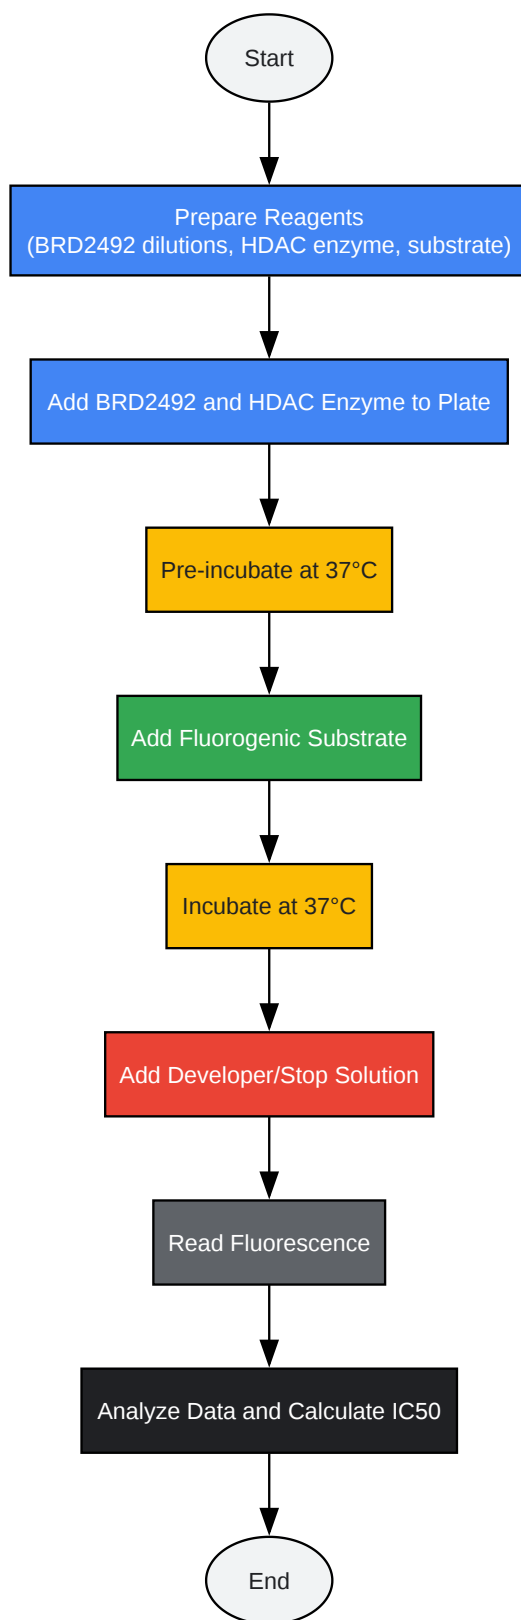 Start
Prepare Reagents
(BRD2492 dilutions, HDAC enzyme, substrate)
Add BRD2492 and HDAC Enzyme to Plate
Pre-incubate at 37°C
Add Fluorogenic Substrate
Incubate at 37°C
Add Developer/Stop Solution
Read Fluorescence
Analyze Data and Calculate IC50
End